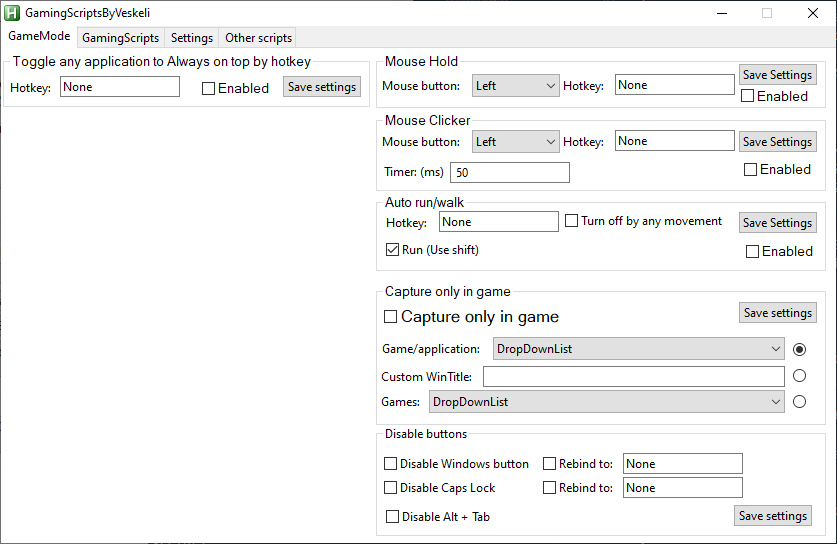 GamingScriptsByVeskeli
GameMode GamingScripts Settings Other scripts
Toggle any application to Always on top by hotkey
Hotkey: None Enabled Save settings
Mouse Hold
Mouse button: Left Hotkey: None Save Settings
Enabled
Mouse Clicker
Mouse button: Left Hotkey: None Save Settings
Timer: (ms) 50 Enabled
Auto run/walk
Hotkey: None Turn off by any movement Save Settings
Run (Use shift) Enabled
Capture only in game
Capture only in game Save settings
Game/application: DropDownList
Custom WinTitle:
Games: DropDownList
Disable buttons
Disable Windows button Rebind to: None
Disable Caps Lock Rebind to: None
Disable Alt + Tab Save settings